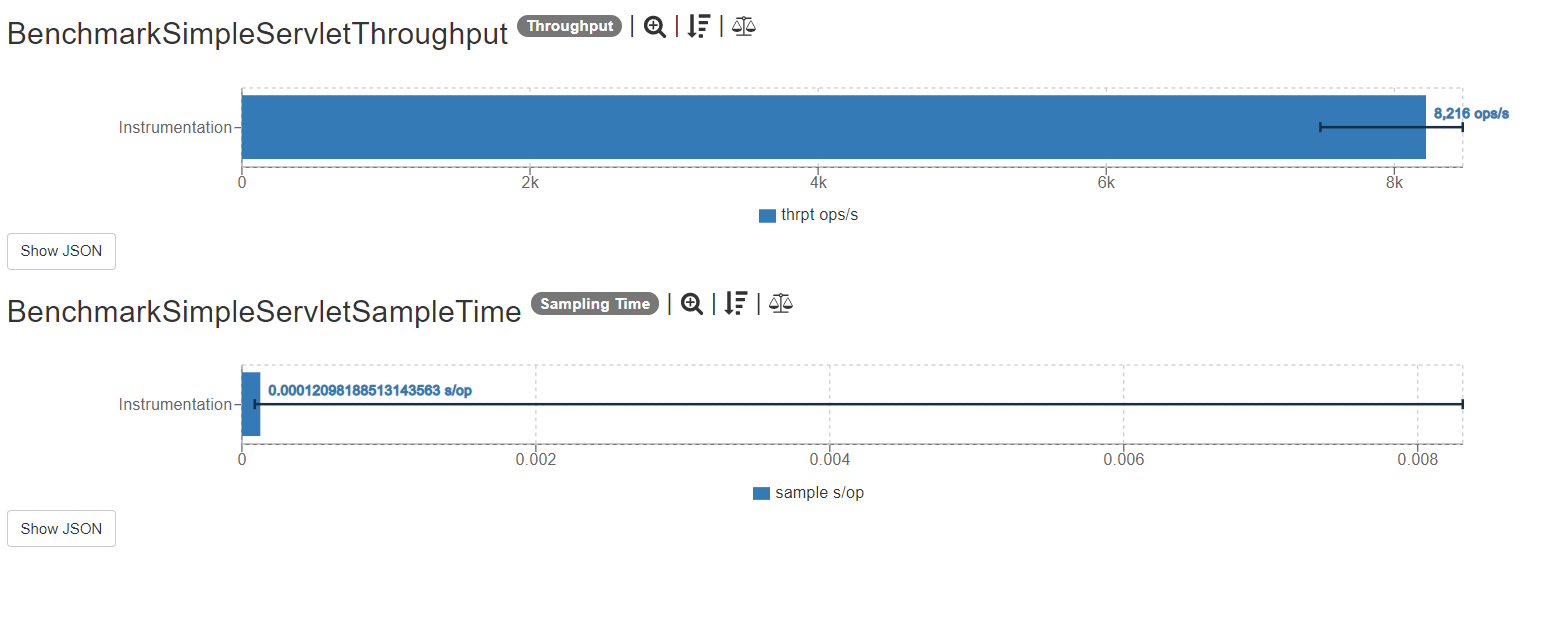 BenchmarkSimpleServletThroughput Throughput | | |
8,216 ops/s
Instrumentation
0 2k 4k 6k 8k
thrpt ops/s
Show JSON
BenchmarkSimpleServletSampleTime Sampling Time | | |
0.00012098188513143563 s/op
Instrumentation
0 0.002 0.004 0.006 0.008
sample s/op
Show JSON